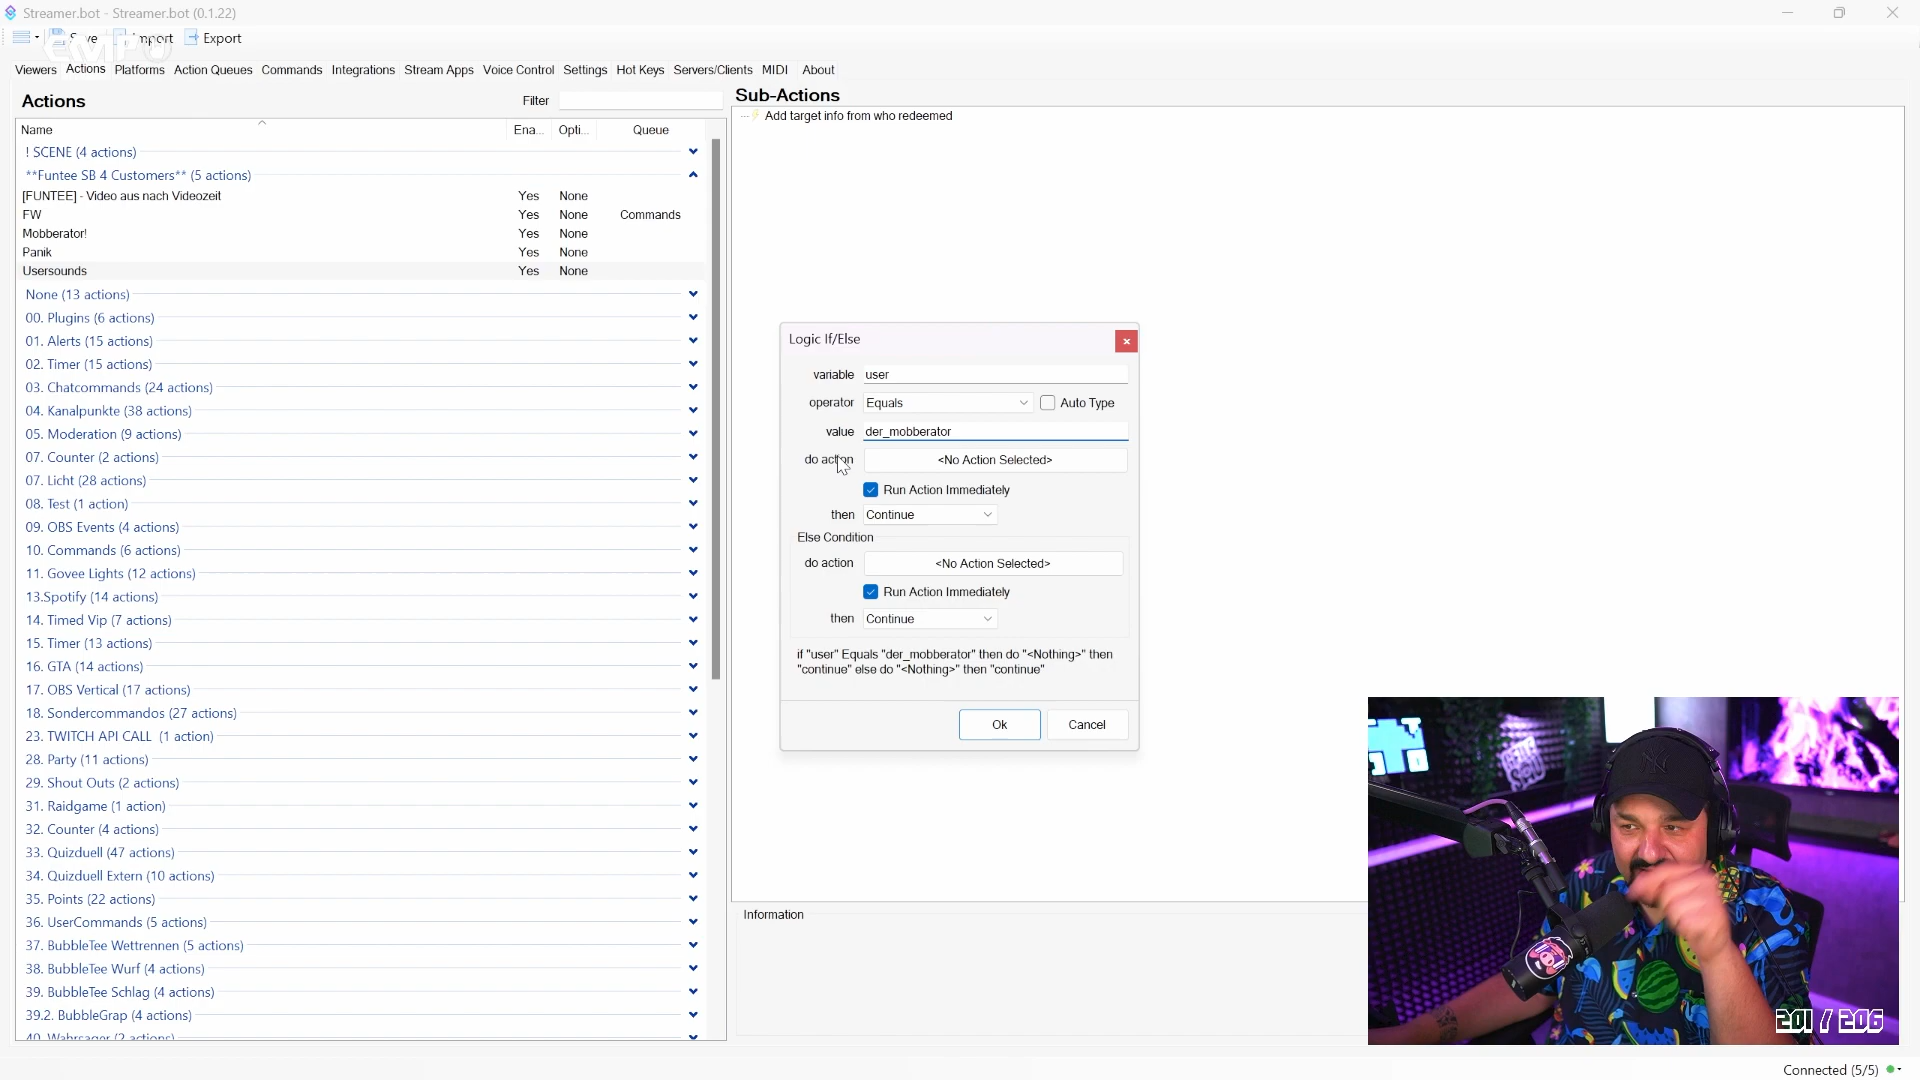 Streamer.bot - Streamer.bot (0.1.22)
Save Import Export
Viewers Actions Platforms Action Queues Commands Integrations Stream Apps Voice Control Settings Hot Keys Servers/Clients MIDI About
Actions
Filter
Name Ena... Opti... Queue
! SCENE (4 actions)
**Funtee SB 4 Customers** (5 actions)
[FUNTEE] - Video aus nach Videozeit Yes None
FW Yes None Commands
Mobberator! Yes None
Panik Yes None
Usersounds Yes None
None (13 actions)
00. Plugins (6 actions)
01. Alerts (15 actions)
02. Timer (15 actions)
03. Chatcommands (24 actions)
04. Kanalpunkte (38 actions)
05. Moderation (9 actions)
07. Counter (2 actions)
07. Licht (28 actions)
08. Test (1 action)
09. OBS Events (4 actions)
10. Commands (6 actions)
11. Govee Lights (12 actions)
13.Spotify (14 actions)
14. Timed Vip (7 actions)
15. Timer (13 actions)
16. GTA (14 actions)
17. OBS Vertical (17 actions)
18. Sondercommandos (27 actions)
23. TWITCH API CALL (1 action)
28. Party (11 actions)
29. Shout Outs (2 actions)
31. Raidgame (1 action)
32. Counter (4 actions)
33. Quizduell (47 actions)
34. Quizduell Extern (10 actions)
35. Points (22 actions)
36. UserCommands (5 actions)
37. BubbleTee Wettrennen (5 actions)
38. BubbleTee Wurf (4 actions)
39. BubbleTee Schlag (4 actions)
39.2. BubbleGrap (4 actions)
40. Wahrsager (2 actions)
Sub-Actions
Add target info from who redeemed
Logic If/Else
variable user
operator Equals Auto Type
value der_mobberator
do action <No Action Selected>
Run Action Immediately
then Continue
Else Condition
do action <No Action Selected>
Run Action Immediately
then Continue
if "user" Equals "der_mobberator" then do "<Nothing>" then
"continue" else do "<Nothing>" then "continue"
Ok Cancel
Information
201 / 206
Connected (5/5)